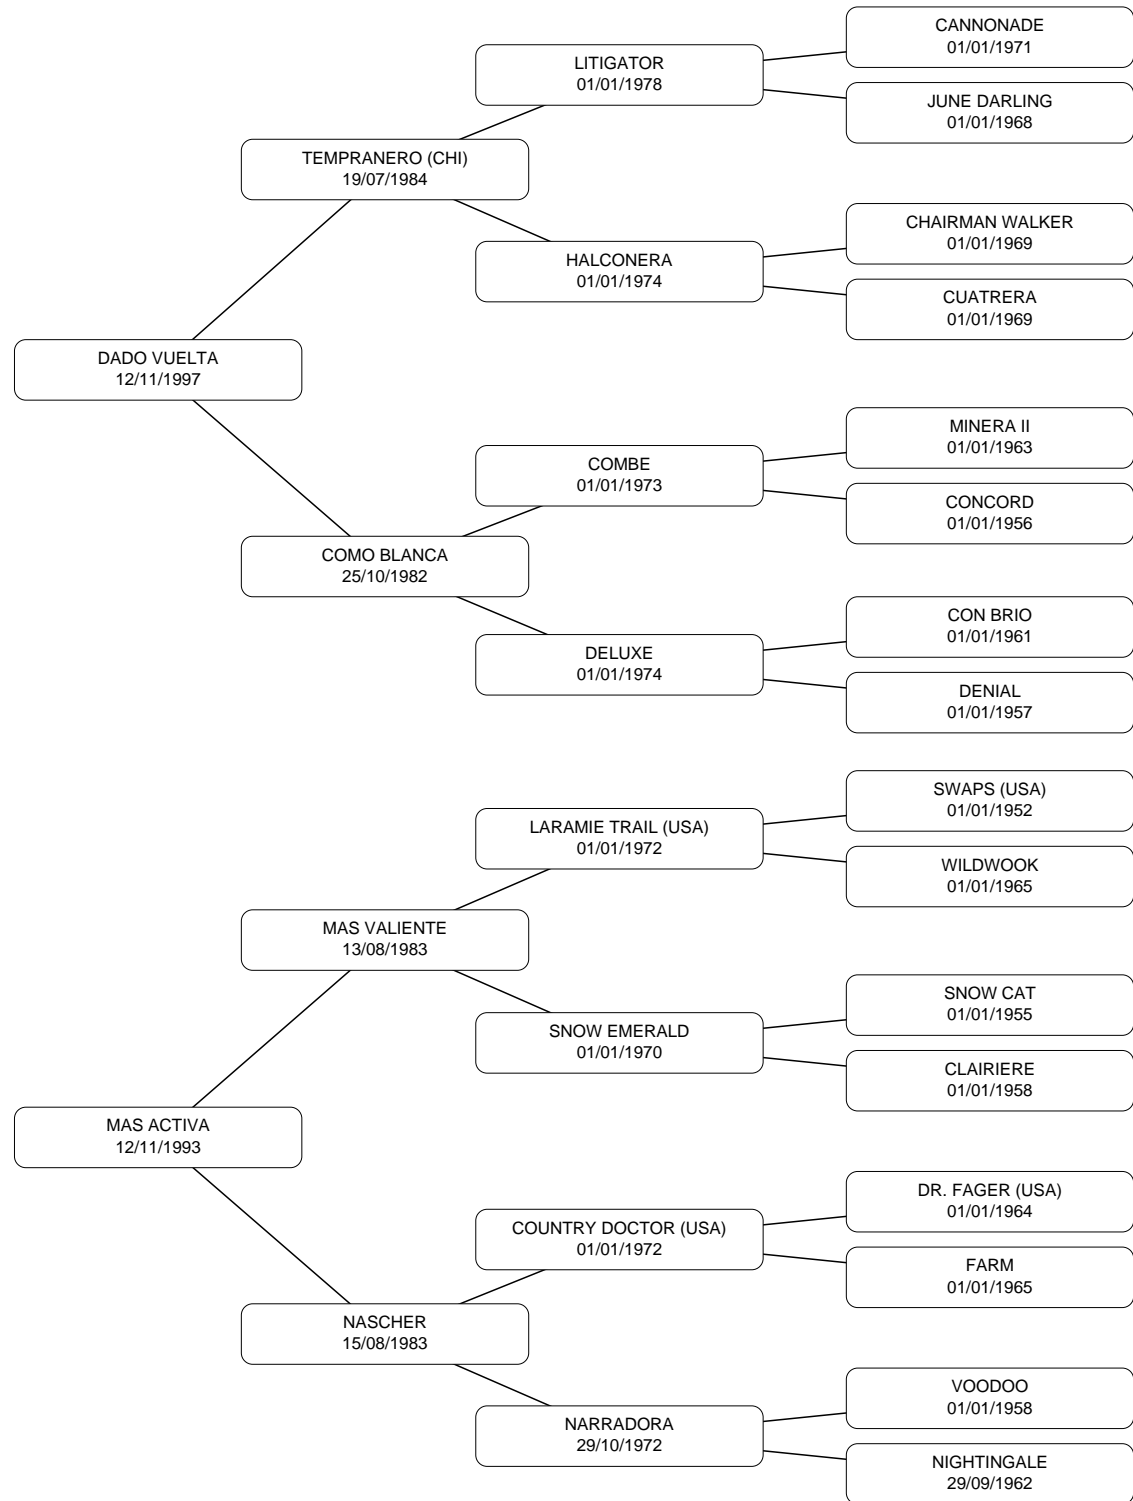 CANNONADE
01/01/1971
LITIGATOR
01/01/1978
JUNE DARLING
01/01/1968
TEMPRANERO (CHI)
19/07/1984
CHAIRMAN WALKER
01/01/1969
HALCONERA
01/01/1974
CUATRERA
01/01/1969
DADO VUELTA
12/11/1997
MINERA II
01/01/1963
COMBE
01/01/1973
CONCORD
01/01/1956
COMO BLANCA
25/10/1982
CON BRIO
01/01/1961
DELUXE
01/01/1974
DENIAL
01/01/1957
SWAPS (USA)
01/01/1952
LARAMIE TRAIL (USA)
01/01/1972
WILDWOOK
01/01/1965
MAS VALIENTE
13/08/1983
SNOW CAT
01/01/1955
SNOW EMERALD
01/01/1970
CLAIRIERE
01/01/1958
MAS ACTIVA
12/11/1993
DR. FAGER (USA)
01/01/1964
COUNTRY DOCTOR (USA)
01/01/1972
FARM
01/01/1965
NASCHER
15/08/1983
VOODOO
01/01/1958
NARRADORA
29/10/1972
NIGHTINGALE
29/09/1962